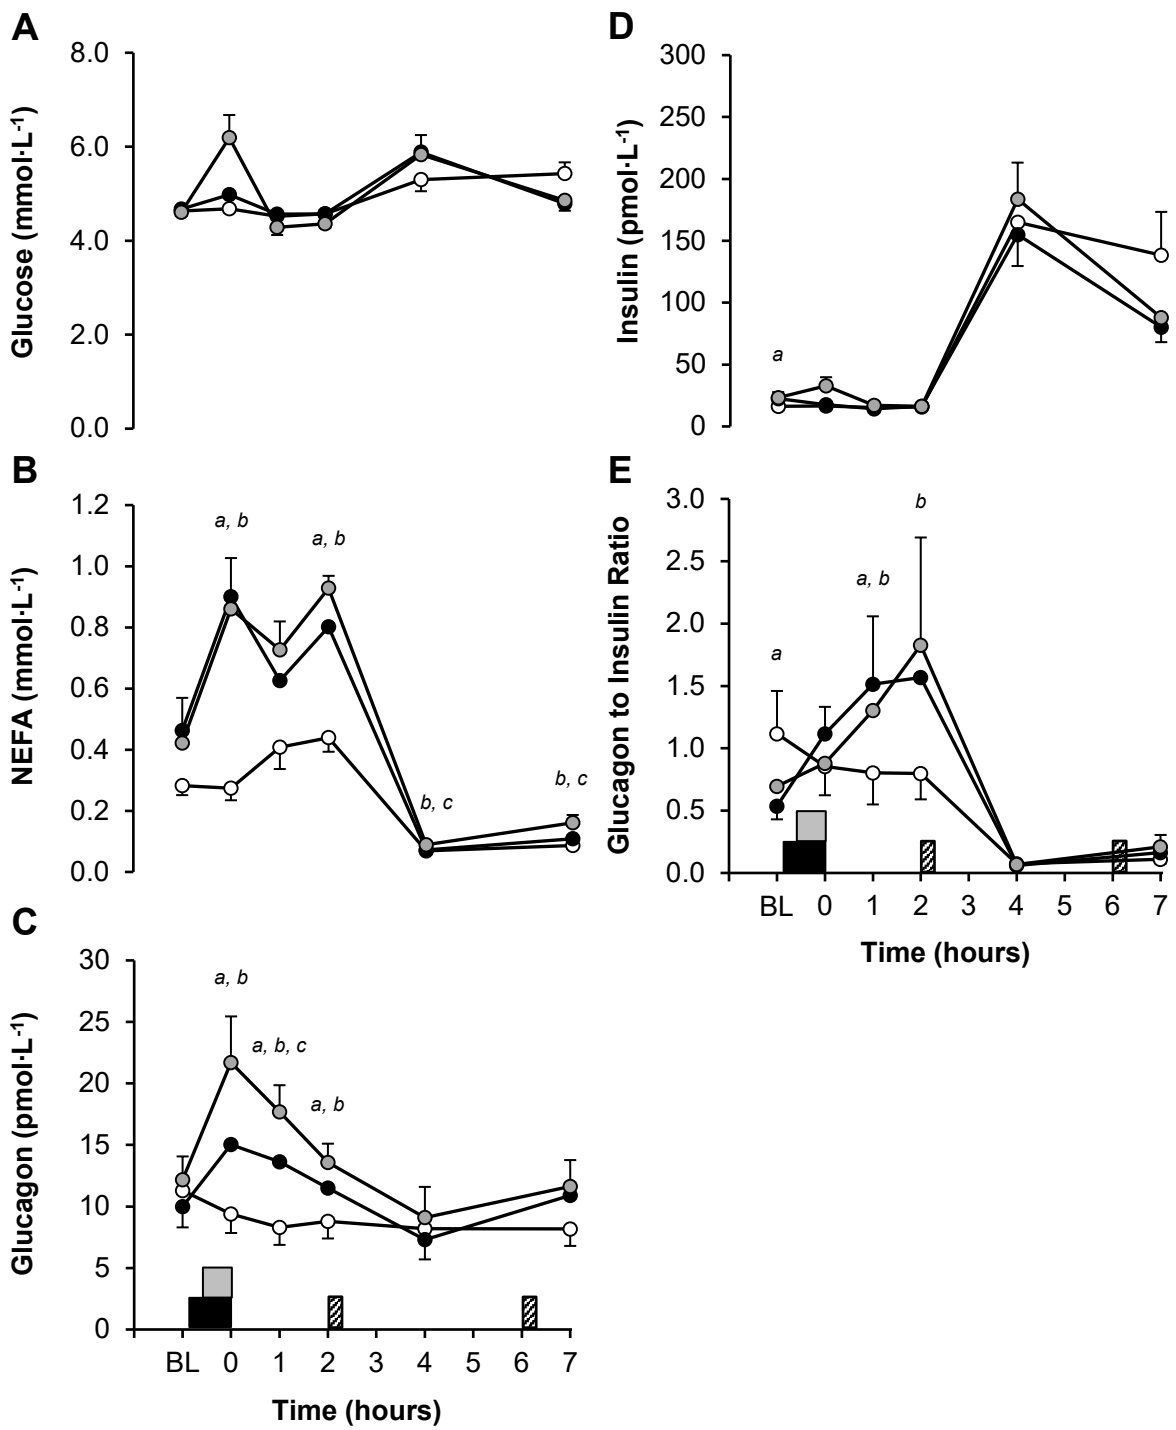 A
Glucose (mmol·L-1)
8.0
6.0
4.0
2.0
0.0
B
NEFA (mmol·L-1)
1.2
1.0
0.8
0.6
0.4
0.2
0.0
a, b
a, b
b, c
b, c
C
Glucagon (pmol·L-1)
30
25
20
15
10
5
0
a, b
a, b, c
a, b
BL 0 1 2 3 4 5 6 7
Time (hours)
D
Insulin (pmol·L-1)
300
250
200
150
100
50
0
a
E
Glucagon to Insulin Ratio
3.0
2.5
2.0
1.5
1.0
0.5
0.0
a
a, b
b
BL 0 1 2 3 4 5 6 7
Time (hours)